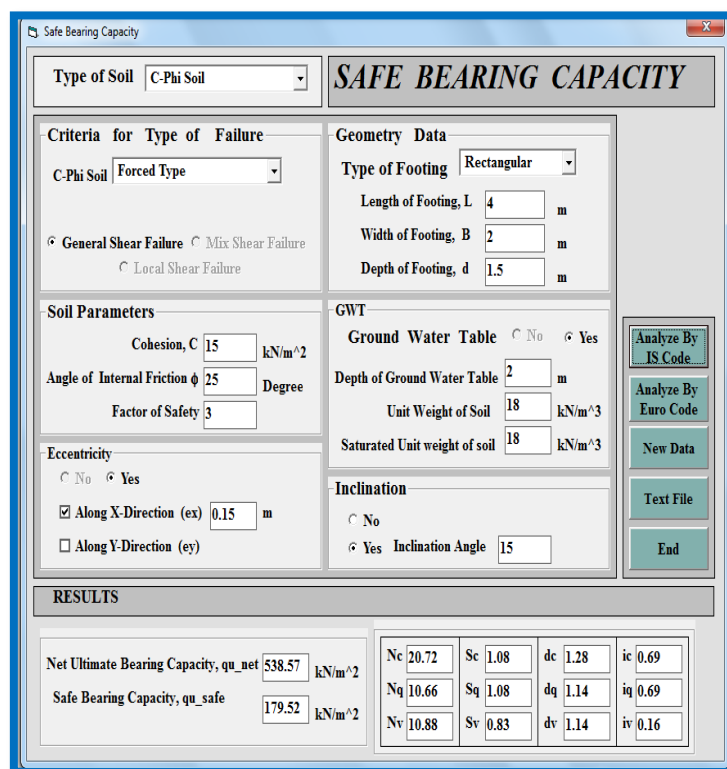 Safe Bearing Capacity
Type of Soil C-Phi Soil
SAFE BEARING CAPACITY
Criteria for Type of Failure
C-Phi Soil Forced Type
General Shear Failure Mix Shear Failure
Local Shear Failure
Geometry Data
Type of Footing Rectangular
Length of Footing, L 4 m
Width of Footing, B 2 m
Depth of Footing, d 1.5 m
Soil Parameters
Cohesion, C 15 kN/m^2
Angle of Internal Friction ϕ 25 Degree
Factor of Safety 3
GWT
Ground Water Table No Yes
Depth of Ground Water Table 2 m
Unit Weight of Soil 18 kN/m^3
Saturated Unit weight of soil 18 kN/m^3
Eccentricity
No Yes
Along X-Direction (ex) 0.15 m
Along Y-Direction (ey)
Inclination
No
Yes Inclination Angle 15
Analyze By
IS Code
Analyze By
Euro Code
New Data
Text File
End
RESULTS
Net Ultimate Bearing Capacity, qu_net 538.57 kN/m^2
Safe Bearing Capacity, qu_safe
179.52 kN/m^2
Nc 20.72 Sc 1.08 dc 1.28 ic 0.69
Nq 10.66 Sq 1.08 dq 1.14 iq 0.69
Nv 10.88 Sv 0.83 dv 1.14 iv 0.16